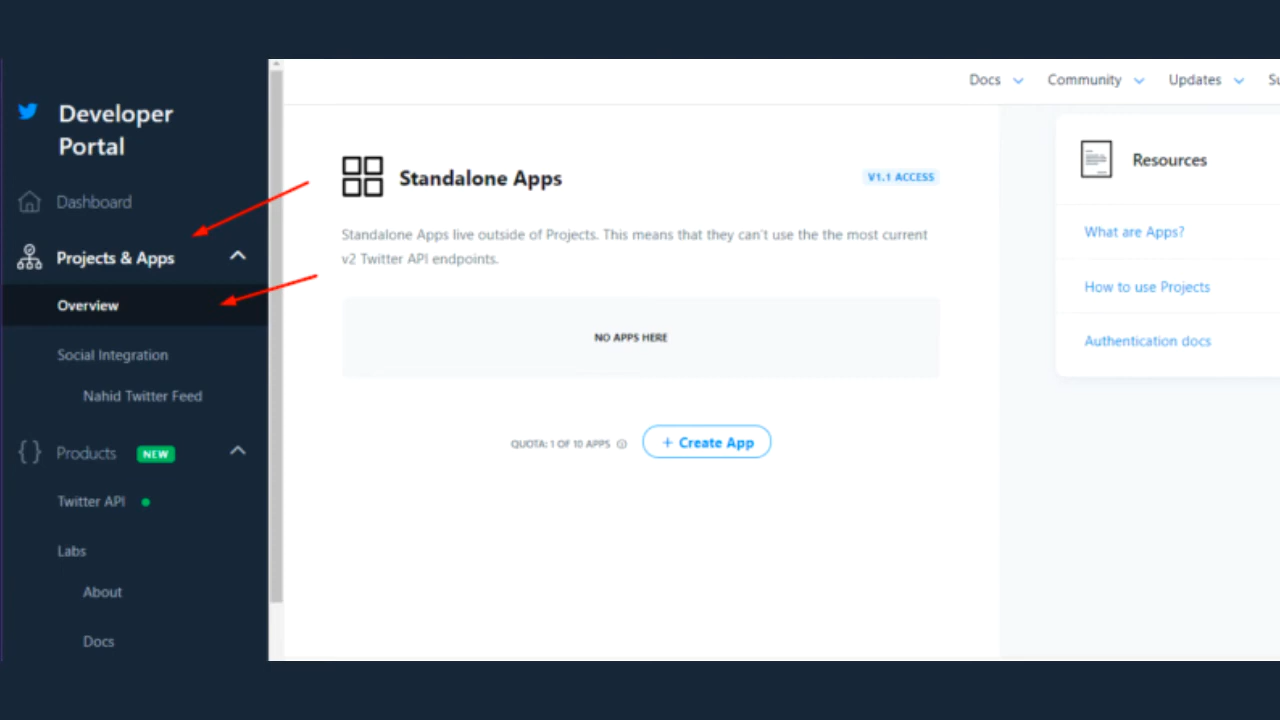 Developer
Portal
Dashboard
Projects & Apps
Overview
Social Integration
Nahid Twitter Feed
Products NEW
Twitter API
Labs
About
Docs
Docs Community Updates Su
Standalone Apps V1.1 ACCESS
Standalone Apps live outside of Projects. This means that they can't use the the most current
v2 Twitter API endpoints.
NO APPS HERE
QUOTA: 1 OF 10 APPS + Create App
Resources
What are Apps?
How to use Projects
Authentication docs